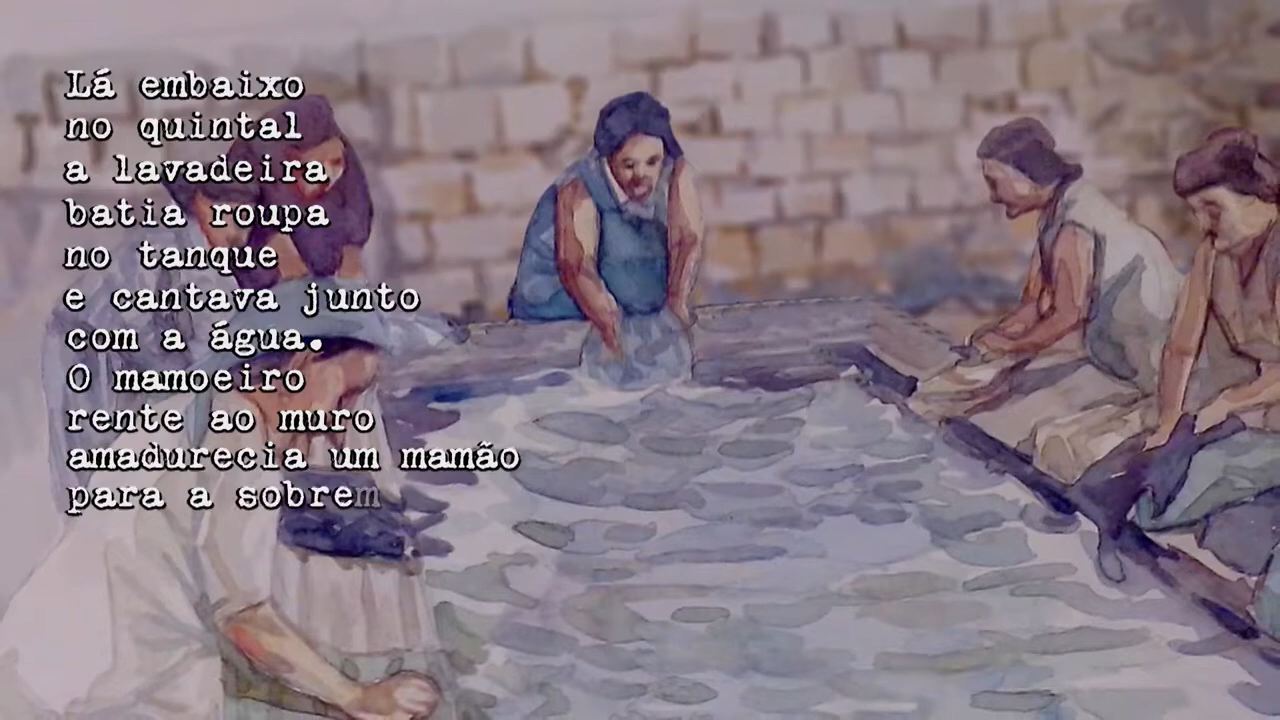 Lá embaixo
no quintal
a lavadeira
batia roupa
no tanque
e cantava junto
com a água.
O mamoeiro
rente ao muro
amadurecia um mamão
para a sobrem